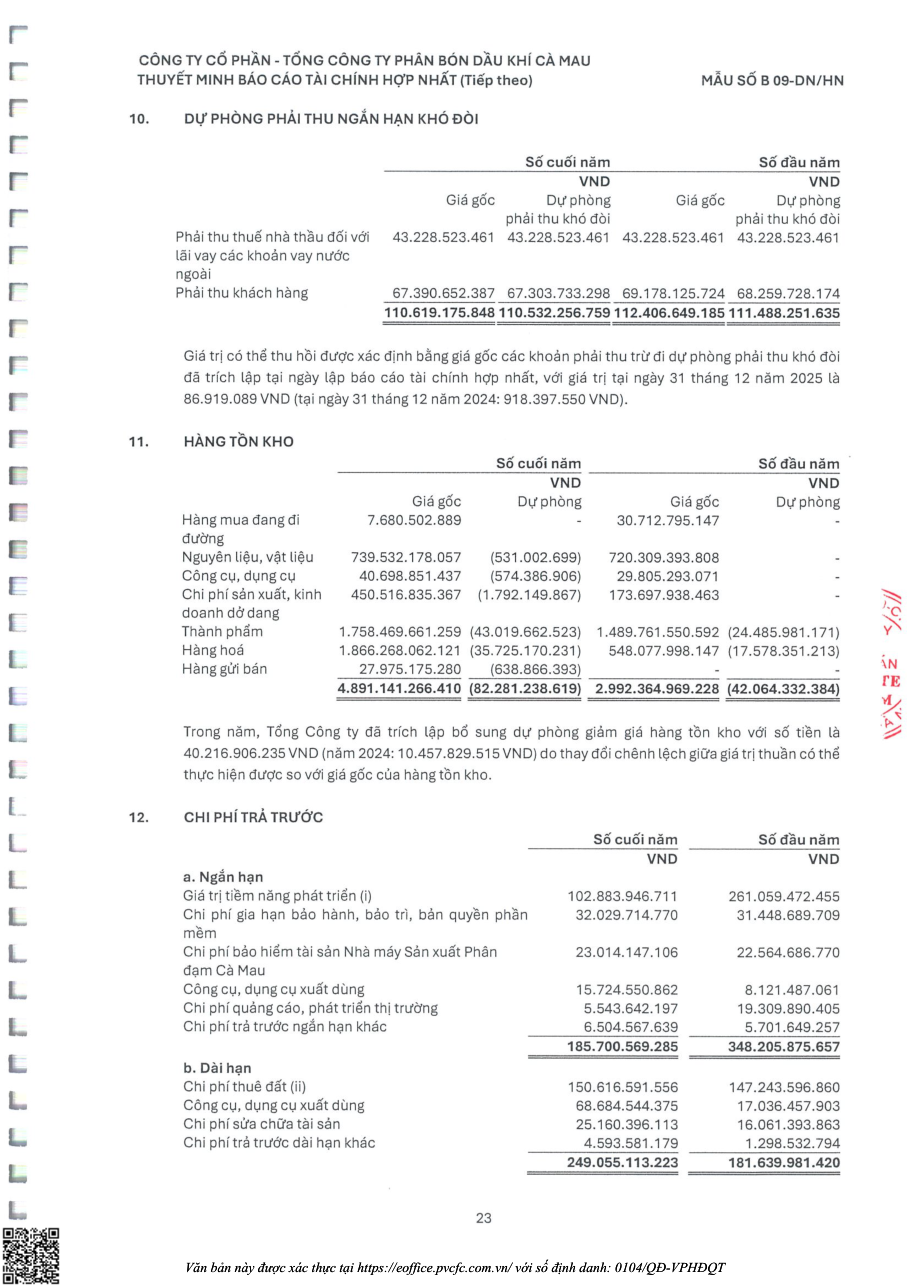 CÔNG TY CỔ PHẦN - TỔNG CÔNG TY PHÂN BÓN DẦU KHÍ CÀ MAU
THUYẾT MINH BÁO CÁO TÀI CHÍNH HỢP NHẤT (Tiếp theo) MẪU SỐ B 09-DN/HN
10. DỰ PHÒNG PHẢI THU NGẮN HẠN KHÓ ĐÒI
Số cuối năm Số đầu năm
VND VND
Giá gốc Dự phòng Giá gốc Dự phòng
phải thu khó đòi phải thu khó đòi
Phải thu thuế nhà thầu đối với 43.228.523.461 43.228.523.461 43.228.523.461 43.228.523.461
lãi vay các khoản vay nước
ngoài
Phải thu khách hàng 67.390.652.387 67.303.733.298 69.178.125.724 68.259.728.174
110.619.175.848 110.532.256.759 112.406.649.185 111.488.251.635
Giá trị có thể thu hồi được xác định bằng giá gốc các khoản phải thu trừ đi dự phòng phải thu khó đòi
đã trích lập tại ngày lập báo cáo tài chính hợp nhất, với giá trị tại ngày 31 tháng 12 năm 2025 là
86.919.089 VND (tại ngày 31 tháng 12 năm 2024: 918.397.550 VND).
11. HÀNG TỒN KHO
Số cuối năm Số đầu năm
VND VND
Giá gốc Dự phòng Giá gốc Dự phòng
Hàng mua đang đi 7.680.502.889 - 30.712.795.147 -
đường
Nguyên liệu, vật liệu 739.532.178.057 (531.002.699) 720.309.393.808 -
Công cụ, dụng cụ 40.698.851.437 (574.386.906) 29.805.293.071 -
Chi phí sản xuất, kinh 450.516.835.367 (1.792.149.867) 173.697.938.463 -
doanh dở dang
Thành phẩm 1.758.469.661.259 (43.019.662.523) 1.489.761.550.592 (24.485.981.171)
Hàng hoá 1.866.268.062.121 (35.725.170.231) 548.077.998.147 (17.578.351.213)
Hàng gửi bán 27.975.175.280 (638.866.393) - -
4.891.141.266.410 (82.281.238.619) 2.992.364.969.228 (42.064.332.384)
Trong năm, Tổng Công ty đã trích lập bổ sung dự phòng giảm giá hàng tồn kho với số tiền là
40.216.906.235 VND (năm 2024: 10.457.829.515 VND) do thay đổi chênh lệch giữa giá trị thuần có thể
thực hiện được so với giá gốc của hàng tồn kho.
12. CHI PHÍ TRẢ TRƯỚC
Số cuối năm Số đầu năm
VND VND
a. Ngắn hạn
Giá trị tiềm năng phát triển (i) 102.883.946.711 261.059.472.455
Chi phí gia hạn bảo hành, bảo trì, bản quyền phần 32.029.714.770 31.448.689.709
mềm
Chi phí bảo hiểm tài sản Nhà máy Sản xuất Phân 23.014.147.106 22.564.686.770
đạm Cà Mau
Công cụ, dụng cụ xuất dùng 15.724.550.862 8.121.487.061
Chi phí quảng cáo, phát triển thị trường 5.543.642.197 19.309.890.405
Chi phí trả trước ngắn hạn khác 6.504.567.639 5.701.649.257
185.700.569.285 348.205.875.657
b. Dài hạn
Chi phí thuê đất (ii) 150.616.591.556 147.243.596.860
Công cụ, dụng cụ xuất dùng 68.684.544.375 17.036.457.903
Chi phí sửa chữa tài sản 25.160.396.113 16.061.393.863
Chi phí trả trước dài hạn khác 4.593.581.179 1.298.532.794
249.055.113.223 181.639.981.420
23
Văn bản này được xác thực tại https://eoffice.pvcfc.com.vn/ với số định danh: 0104/QĐ-VPHĐQT